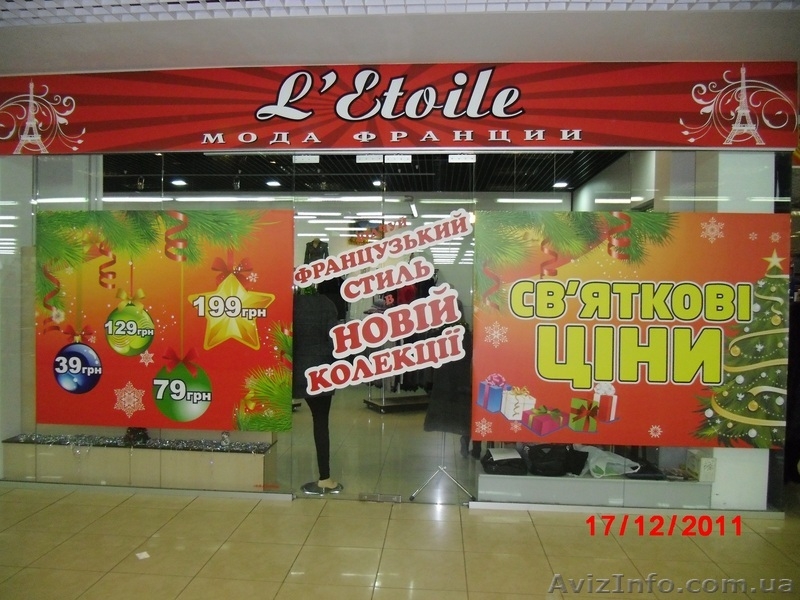 L'Etoile
МОДА ФРАНЦИИ
ФРАНЦУЗЬКИЙ
СТИЛЬ
В
НОВІЙ
КОЛЕКЦІЇ
199грн
129грн
39грн
79грн
СВ'ЯТКОВІ
ЦІНИ
17/12/2011
AvizInfo.com.ua